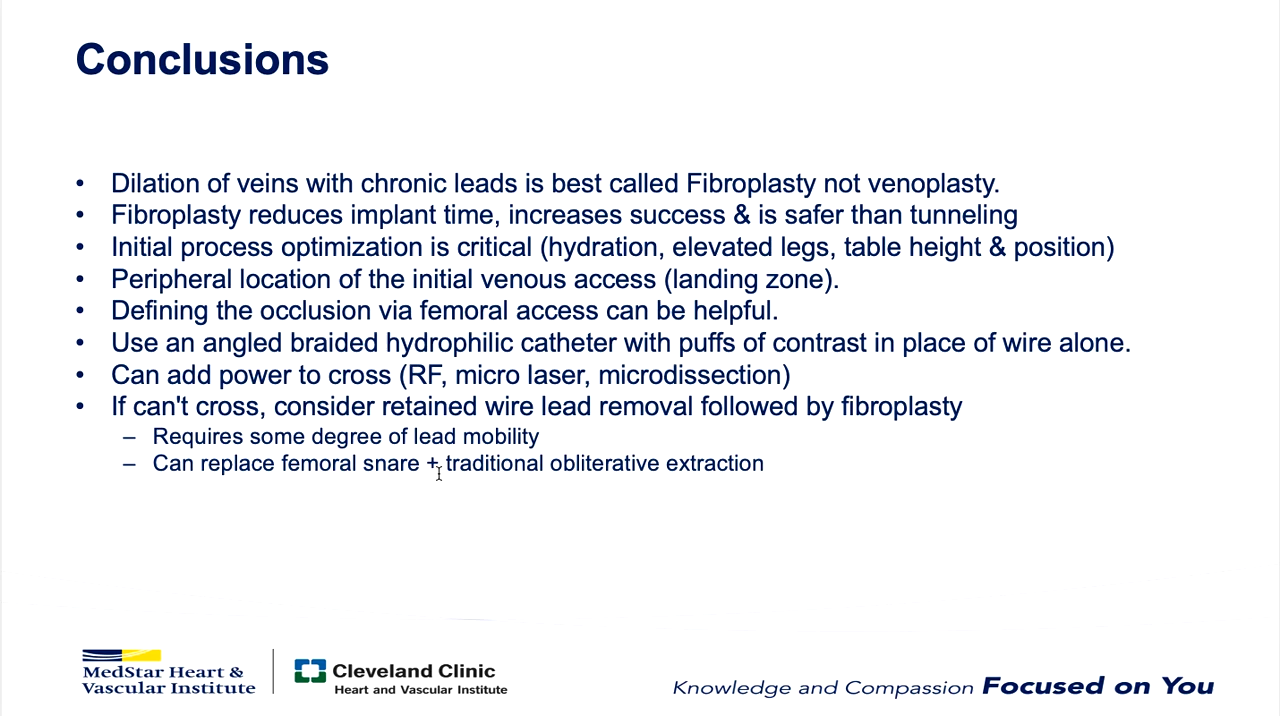 Conclusions
• Dilation of veins with chronic leads is best called Fibroplasty not venoplasty.
• Fibroplasty reduces implant time, increases success & is safer than tunneling
• Initial process optimization is critical (hydration, elevated legs, table height & position)
• Peripheral location of the initial venous access (landing zone).
• Defining the occlusion via femoral access can be helpful.
• Use an angled braided hydrophilic catheter with puffs of contrast in place of wire alone.
• Can add power to cross (RF, micro laser, microdissection)
• If can't cross, consider retained wire lead removal followed by fibroplasty
– Requires some degree of lead mobility
– Can replace femoral snare + traditional obliterative extraction
MedStar Heart &
Vascular Institute
Cleveland Clinic
Heart and Vascular Institute
Knowledge and Compassion Focused on You